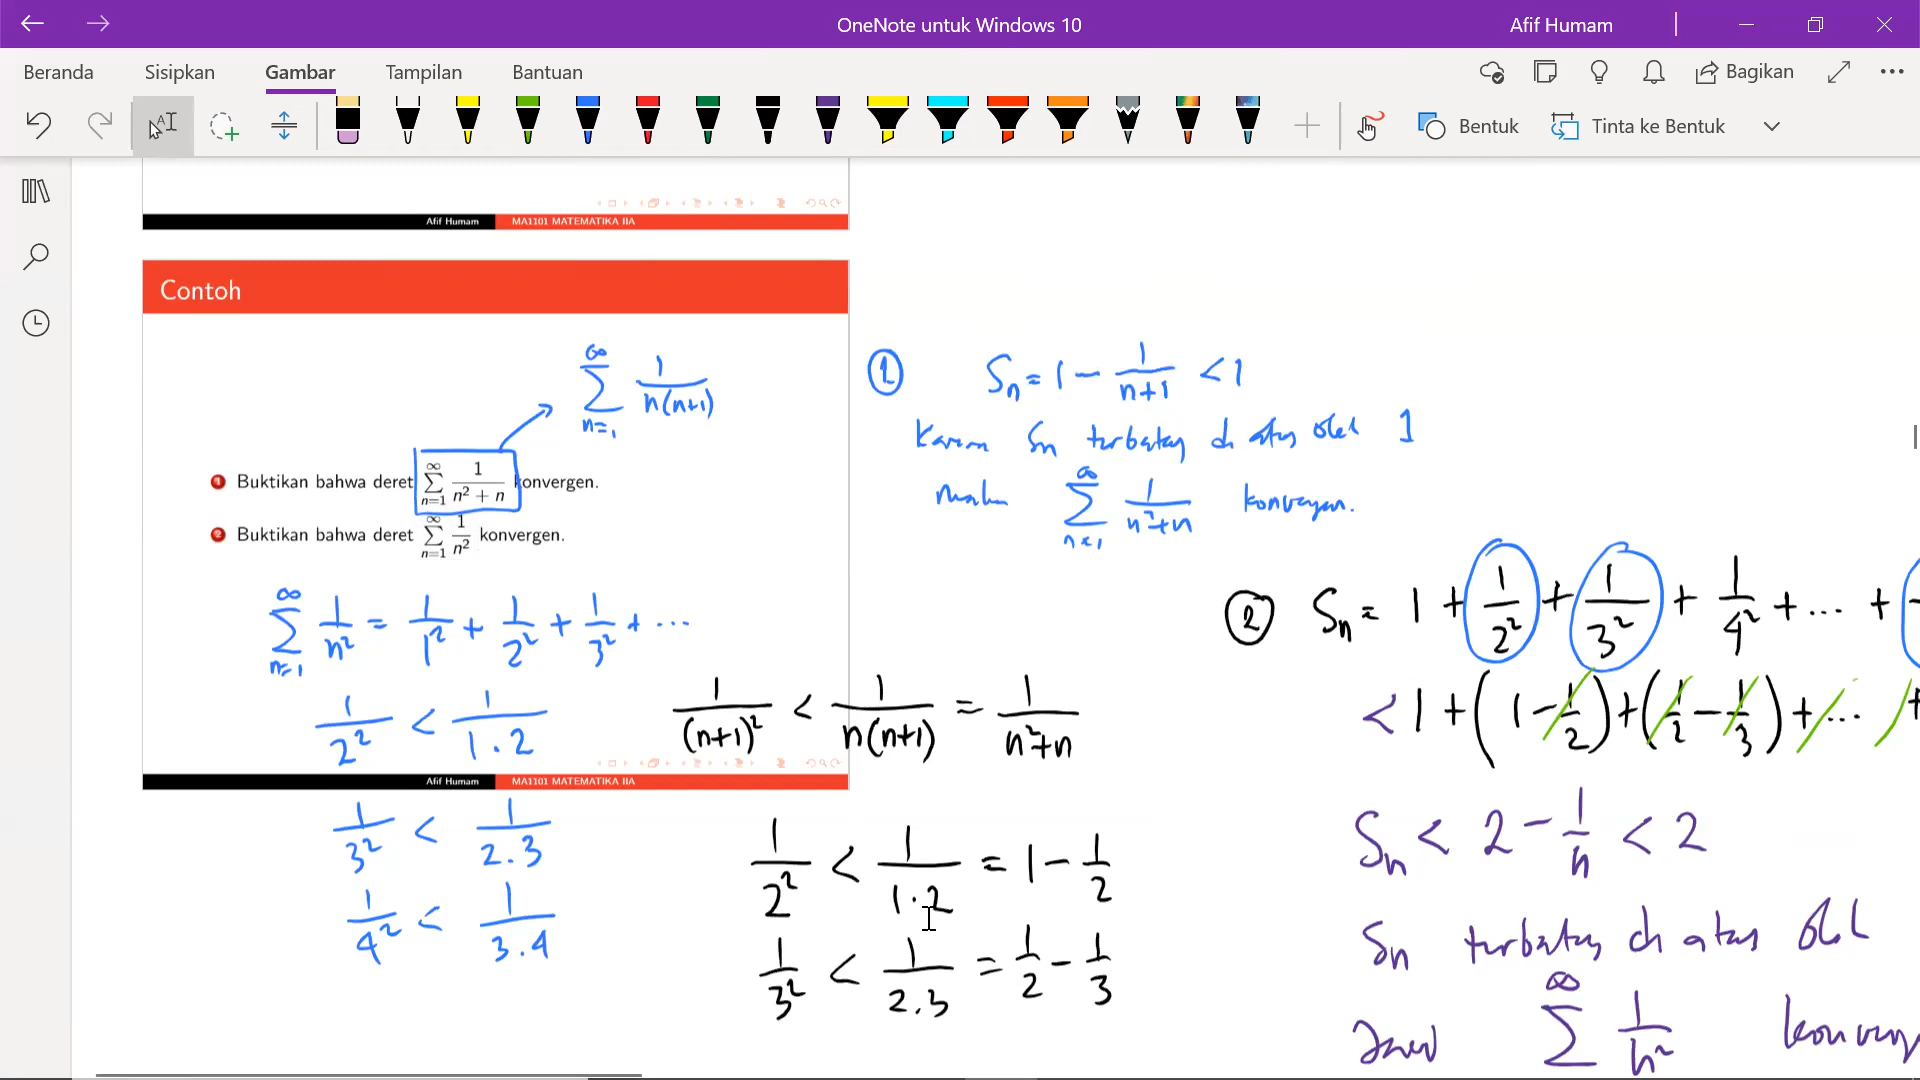 OneNote untuk Windows 10
Afif Humam
Beranda Sisipkan Gambar Tampilan Bantuan
Bagikan
Bentuk Tinta ke Bentuk
Afif Humam MA1101 MATEMATIKA IIA
Contoh
∑_{n=1}^{∞} 1/(n(n+1))
1 Buktikan bahwa deret ∑_{n=1}^{∞} 1/(n² + n) konvergen.
2 Buktikan bahwa deret ∑_{n=1}^{∞} 1/n² konvergen.
∑_{n=1}^{∞} 1/n² = 1/1² + 1/2² + 1/3² + ...
1/2² < 1/(1.2)
Afif Humam MA1101 MATEMATIKA IIA
1/3² < 1/(2.3)
1/4² < 1/(3.4)
1/(n+1)² < 1/(n(n+1)) = 1/(n²+n)
1/2² < 1/(1·2) = 1 - 1/2
1/3² < 1/(2.3) = 1/2 - 1/3
① Sn = 1 - 1/(n+1) < 1
Karena Sn terbatas di atas oleh 1
maka ∑_{n=1}^{∞} 1/(n²+n) konvergen.
② Sn = 1 + 1/2² + 1/3² + 1/4² + ... +
< 1 + (1 - 1/2) + (1/2 - 1/3) + ... +
Sn < 2 - 1/n < 2
Sn terbatas di atas oleh
∑^{∞} 1/n²